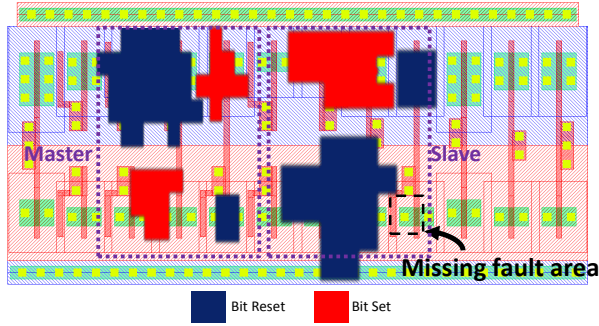 Master
Slave
Missing fault area
Bit Reset
Bit Set